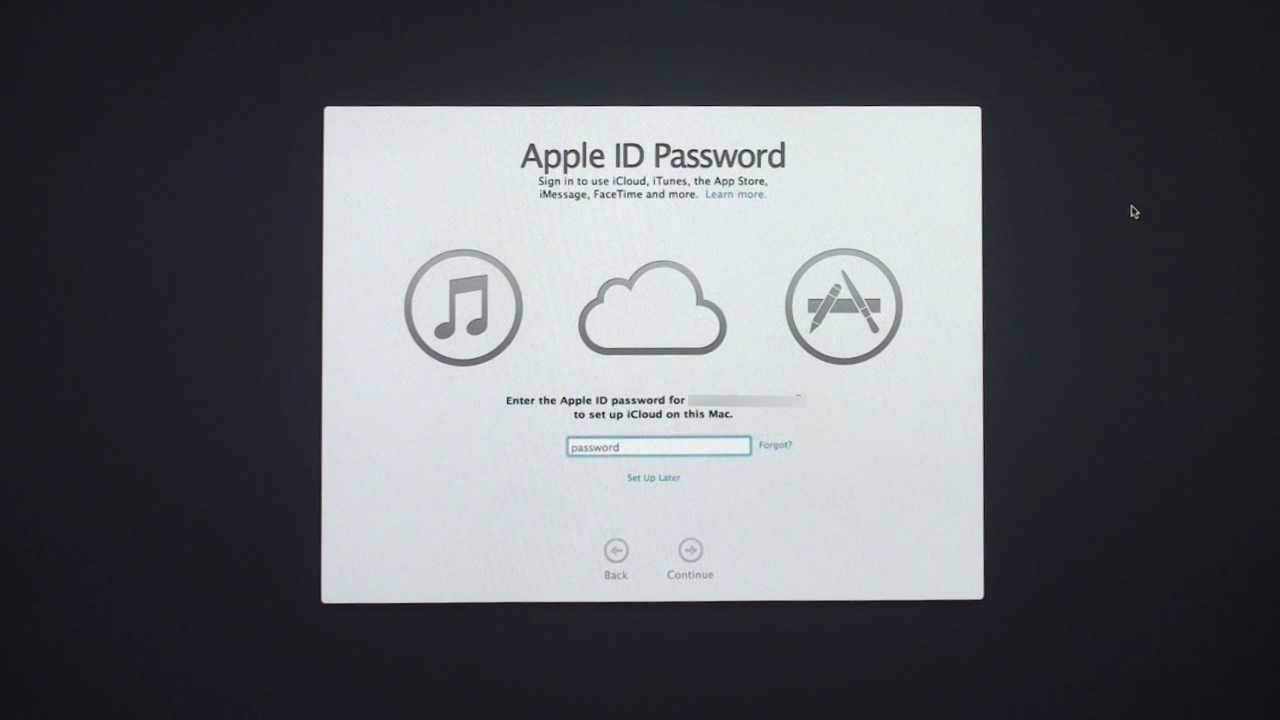 Apple ID Password
Sign in to use iCloud, iTunes, the App Store,
iMessage, FaceTime and more. Learn more.
Enter the Apple ID password for
to set up iCloud on this Mac.
password
Forgot?
Set Up Later
Back
Continue